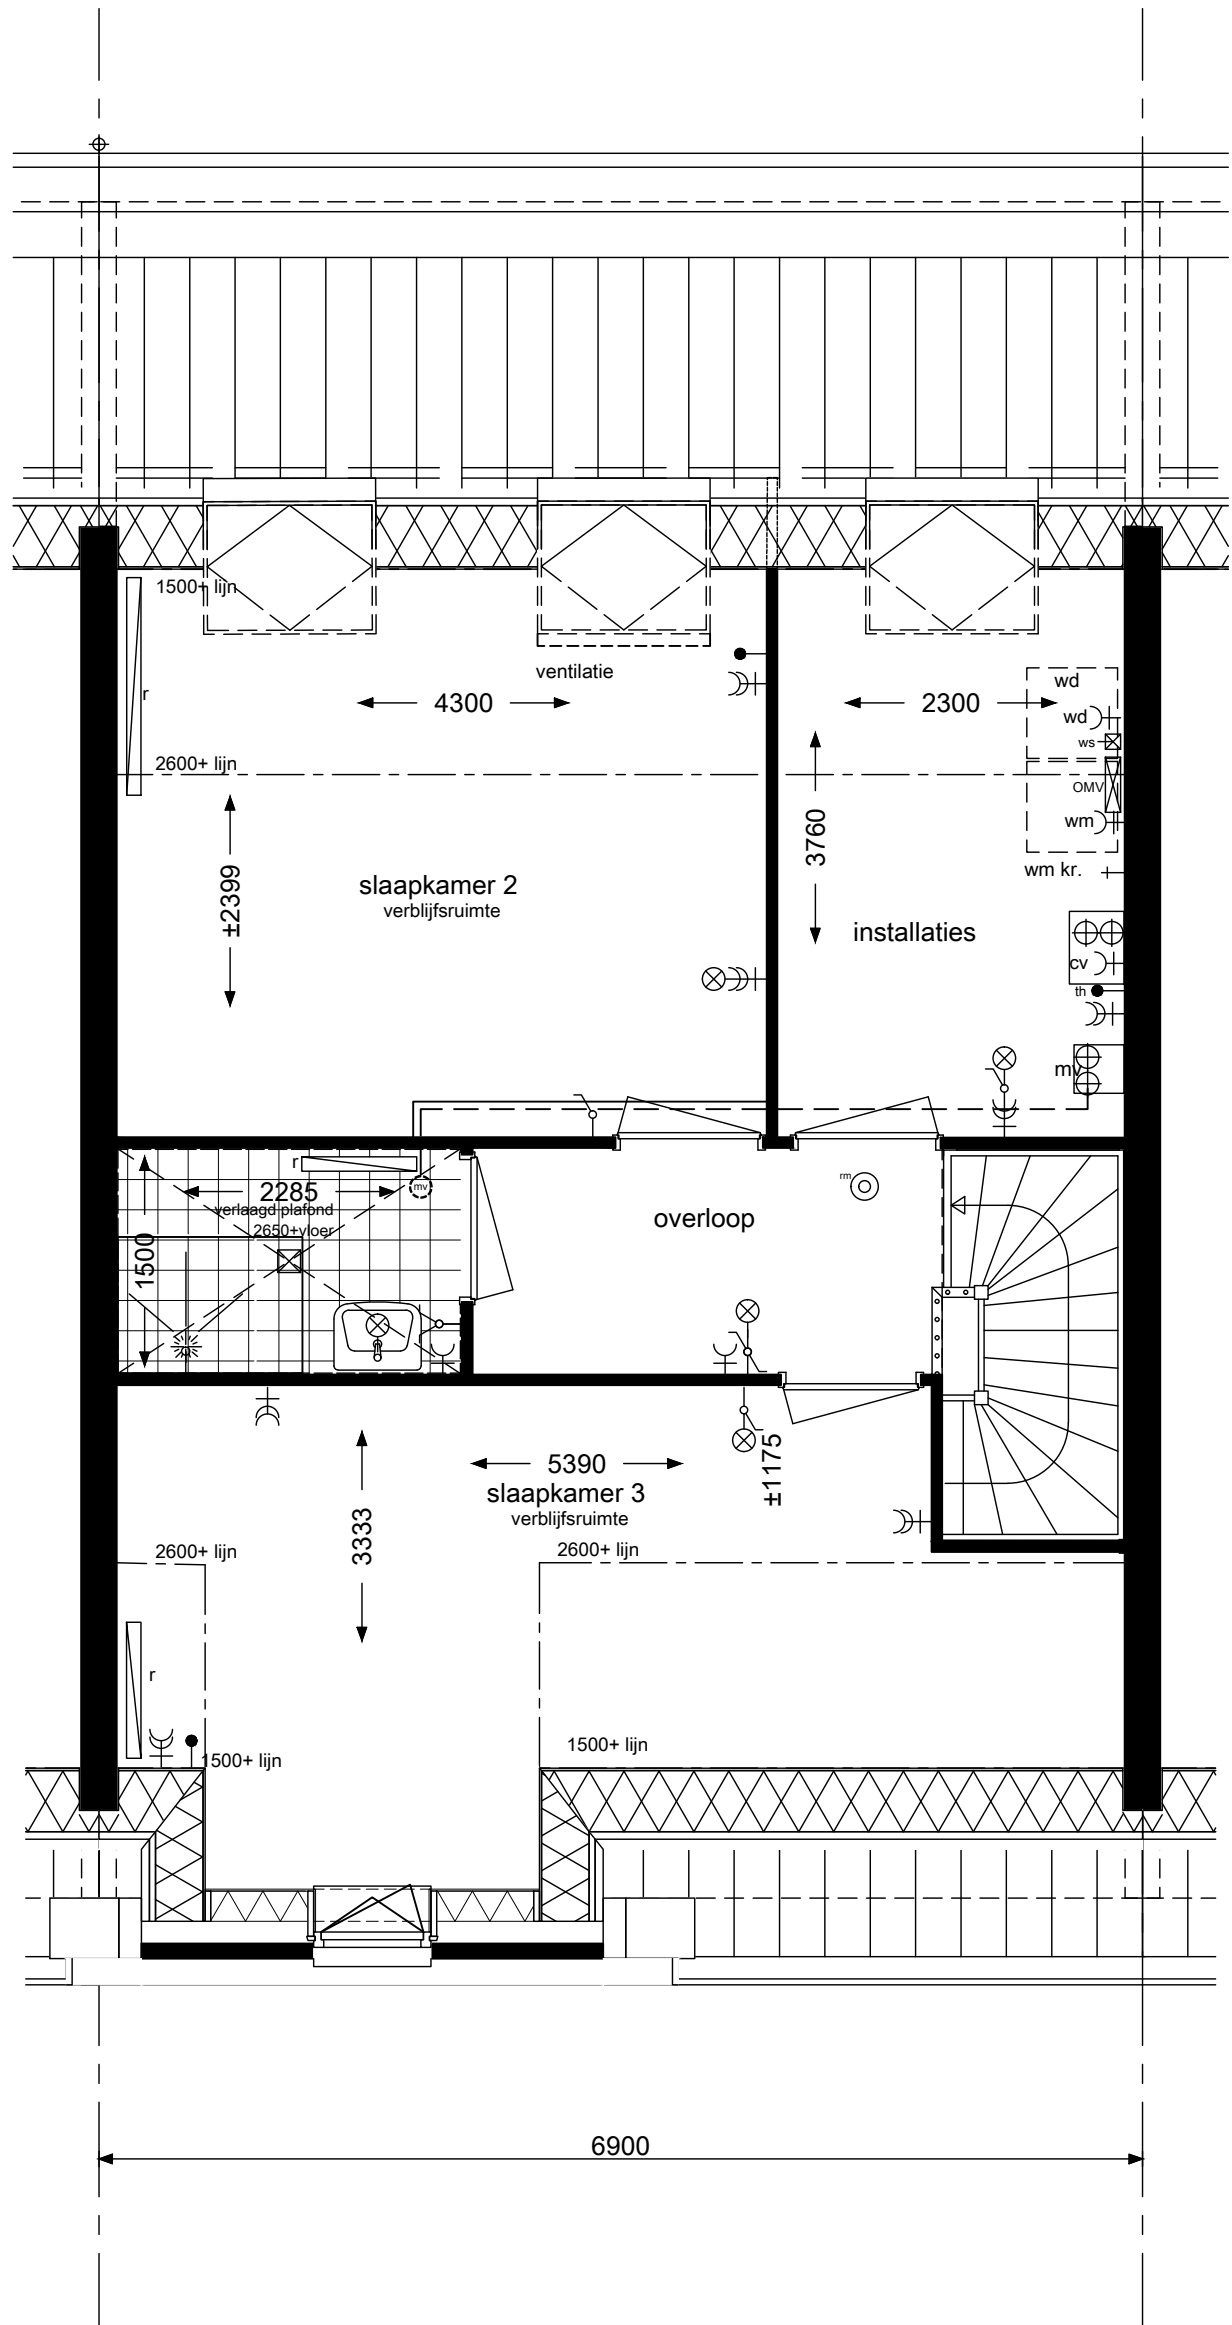 1500+ lijn
r
ventilatie
4300
2300
wd
wd
ws
2600+ lijn
OMV
3760
wm
±2399
wm kr.
slaapkamer 2
verblijfsruimte
installaties
cv
th
mv
r
2285
mv
verlaagd plafond
2650+vloer
1500
rm
overloop
5390
±1175
slaapkamer 3
verblijfsruimte
3333
2600+ lijn
2600+ lijn
r
1500+ lijn
1500+ lijn
6900